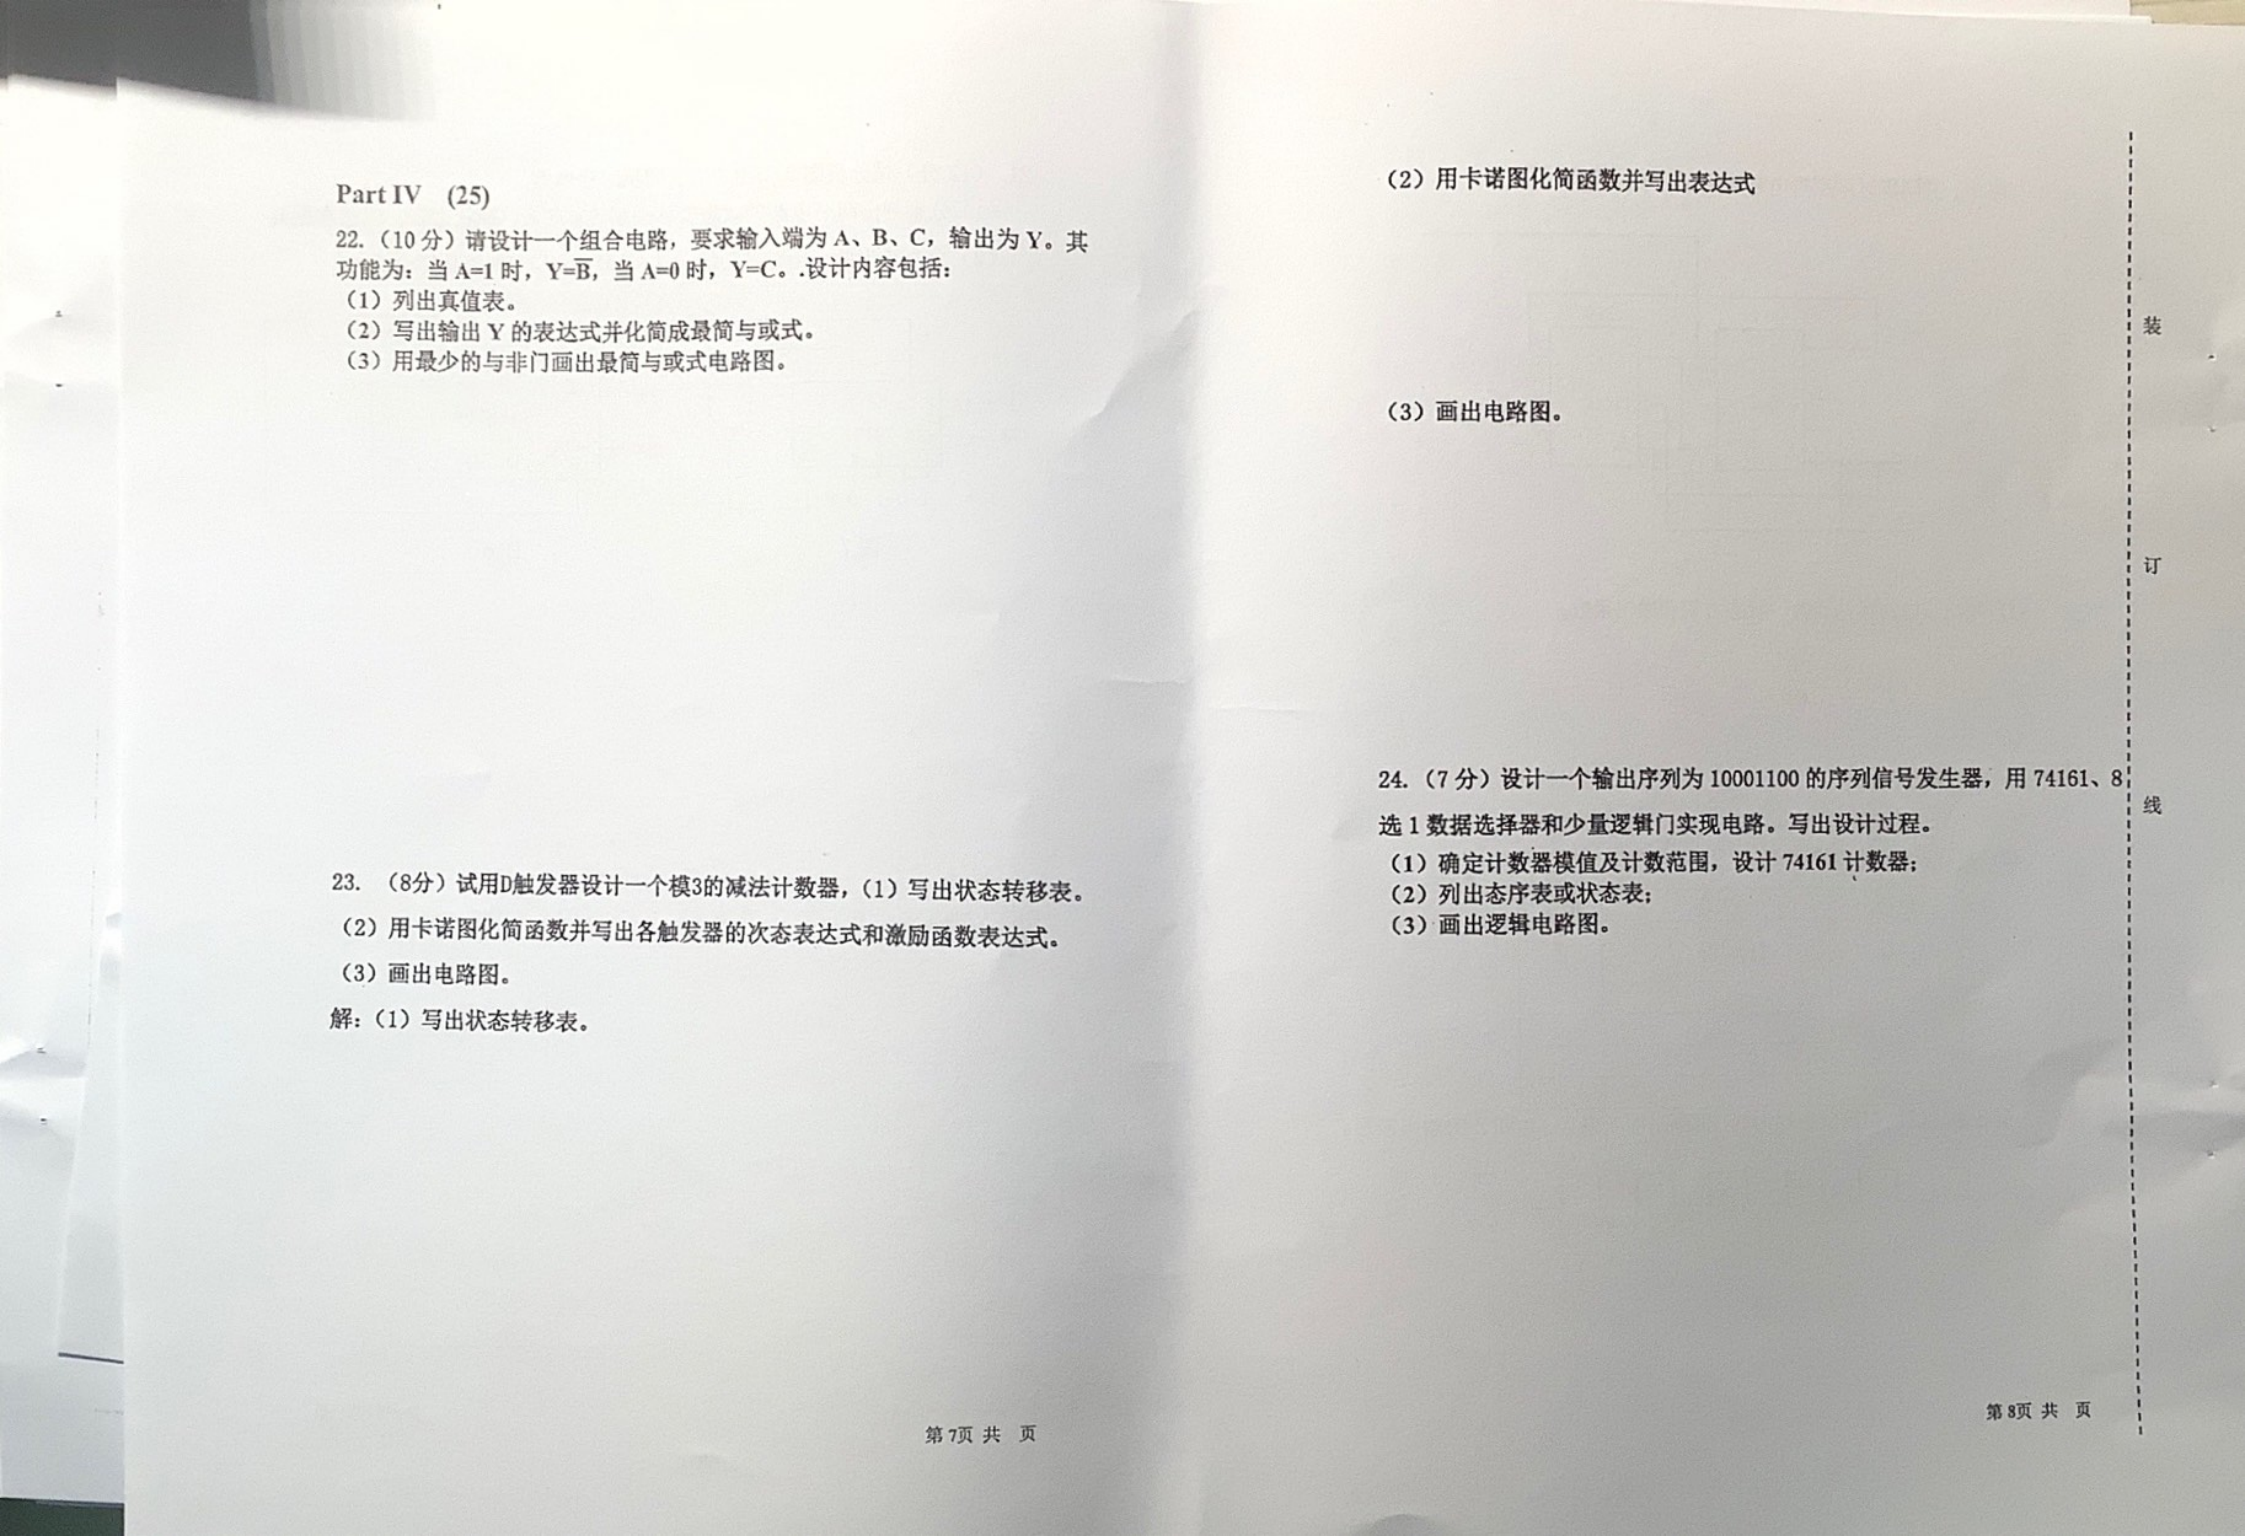 Part IV (25)
22.（10 分）请设计一个组合电路，要求输入端为 A、B、C，输出为 Y。其
功能为：当 A=1 时，Y=B̅，当 A=0 时，Y=C。.设计内容包括：
（1）列出真值表。
（2）写出输出 Y 的表达式并化简成最简与或式。
（3）用最少的与非门画出最简与或式电路图。
23. （8分）试用D触发器设计一个模3的减法计数器，（1）写出状态转移表。
（2）用卡诺图化简函数并写出各触发器的次态表达式和激励函数表达式。
（3）画出电路图。
解：（1）写出状态转移表。
第 7页 共 页
（2）用卡诺图化简函数并写出表达式
（3）画出电路图。
24.（7 分）设计一个输出序列为 10001100 的序列信号发生器，用 74161、8
选 1 数据选择器和少量逻辑门实现电路。写出设计过程。
（1）确定计数器模值及计数范围，设计 74161 计数器；
（2）列出态序表或状态表；
（3）画出逻辑电路图。
第 8页 共 页
装
订
线